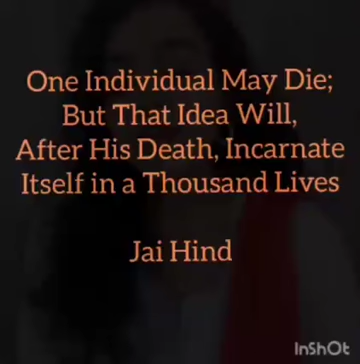 One Individual May Die;
But That Idea Will,
After His Death, Incarnate
Itself in a Thousand Lives
Jai Hind
InShOt